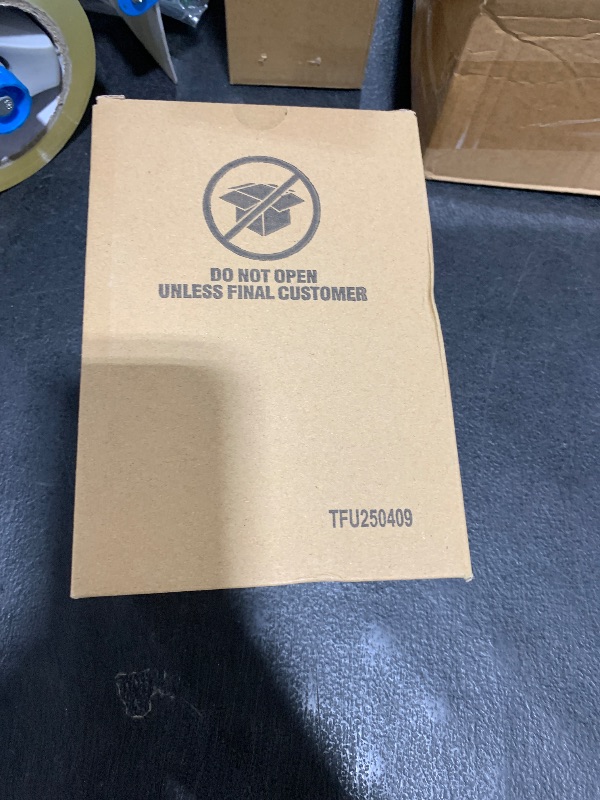 DO NOT OPEN
UNLESS FINAL CUSTOMER
TFU250409